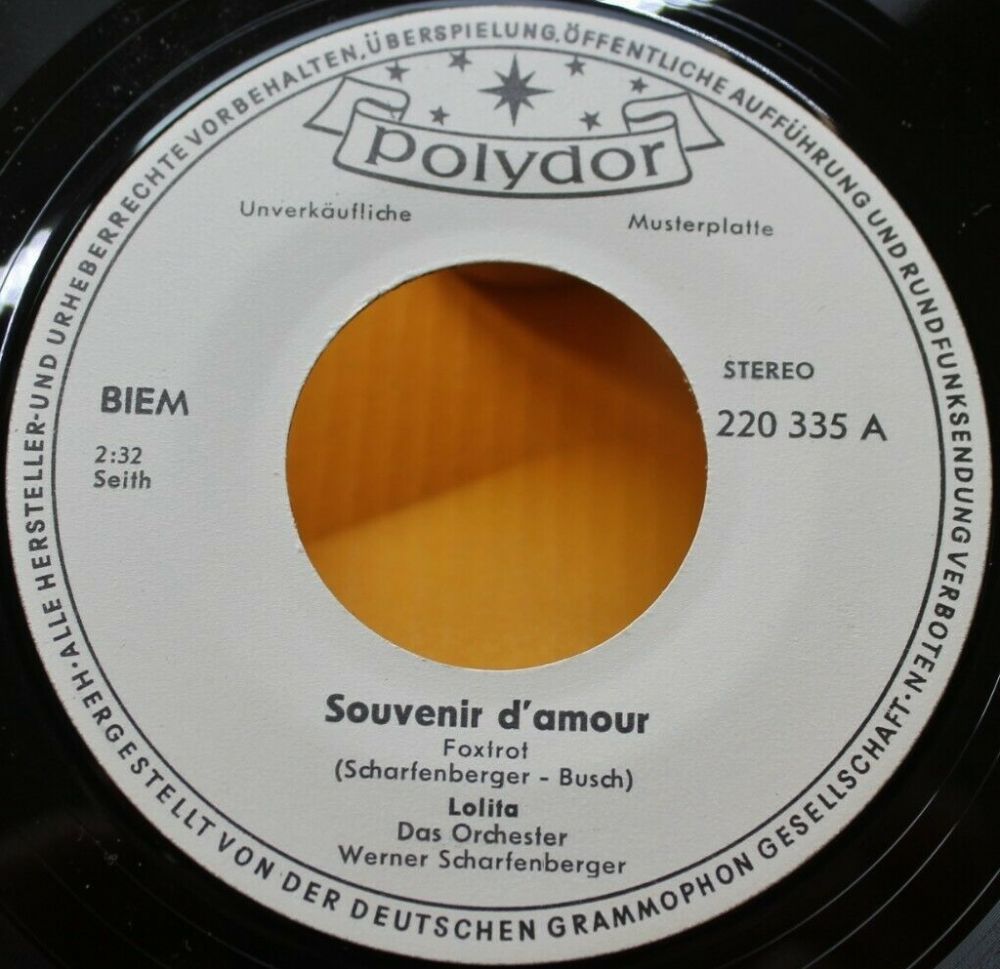 ·ALLE HERSTELLER-UND URHEBERRECHTE VORBEHALTEN. ÜBERSPIELUNG. ÖFFENTLICHE AUFFÜHRUNG UND RUNDFUNKSENDUNG VERBOTEN·
polydor
Unverkäufliche Musterplatte
STEREO
BIEM
220 335 A
2:32
Seith
Souvenir d'amour
Foxtrot
(Scharfenberger - Busch)
Lolita
Das Orchester
Werner Scharfenberger
HERGESTELLT VON DER DEUTSCHEN GRAMMOPHON GESELLSCHAFT·